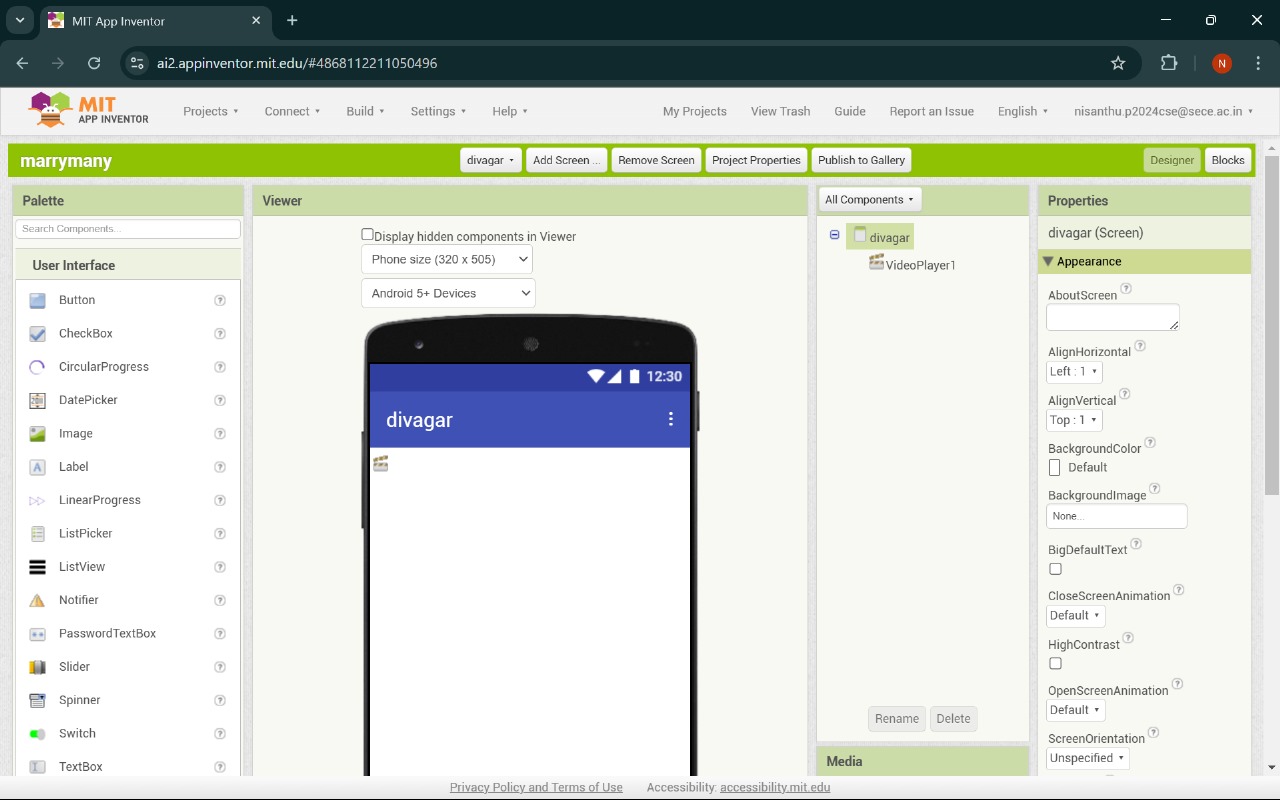 MIT App Inventor
ai2.appinventor.mit.edu/#4868112211050496
N
MIT
APP INVENTOR
Projects
Connect
Build
Settings
Help
My Projects
View Trash
Guide
Report an Issue
English
nisanthu.p2024cse@sece.ac.in
marrymany
divagar
Add Screen ...
Remove Screen
Project Properties
Publish to Gallery
Designer
Blocks
Palette
Search Components...
User Interface
Button
CheckBox
CircularProgress
DatePicker
Image
Label
LinearProgress
ListPicker
ListView
Notifier
PasswordTextBox
Slider
Spinner
Switch
TextBox
Viewer
Display hidden components in Viewer
Phone size (320 x 505)
Android 5+ Devices
12:30
divagar
All Components
divagar
VideoPlayer1
Rename
Delete
Media
Properties
divagar (Screen)
Appearance
AboutScreen
AlignHorizontal
Left : 1
AlignVertical
Top : 1
BackgroundColor
Default
BackgroundImage
None...
BigDefaultText
CloseScreenAnimation
Default
HighContrast
OpenScreenAnimation
Default
ScreenOrientation
Unspecified
Privacy Policy and Terms of Use
Accessibility: accessibility.mit.edu